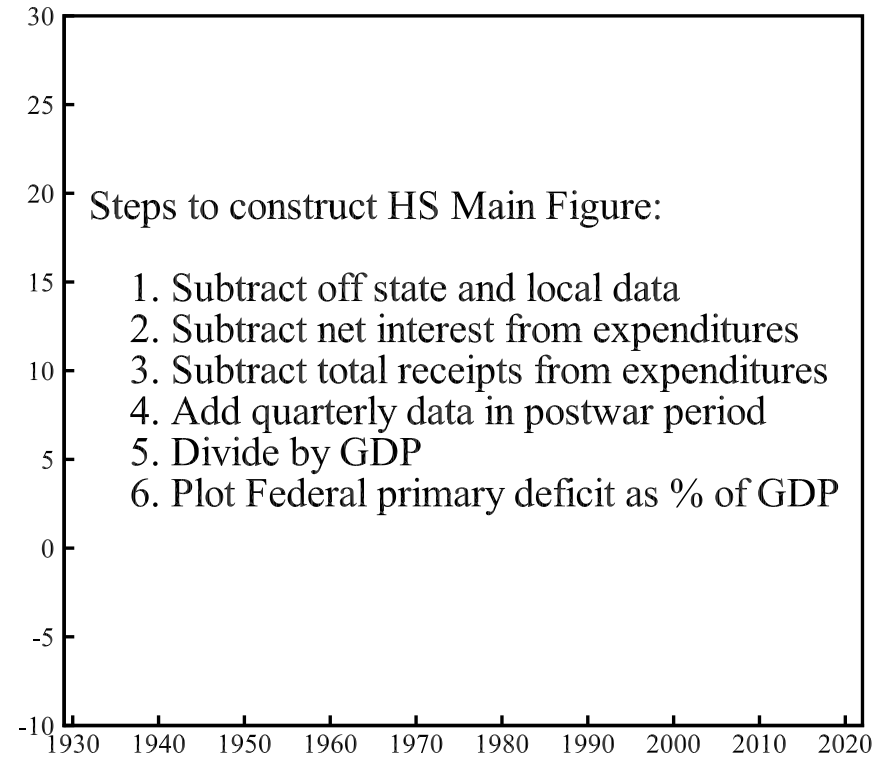 30
25
20
Steps to construct HS Main Figure:
15
1. Subtract off state and local data
2. Subtract net interest from expenditures
10
3. Subtract total receipts from expenditures
4. Add quarterly data in postwar period
5
5. Divide by GDP
6. Plot Federal primary deficit as % of GDP
0
-5
-10
1930 1940 1950 1960 1970 1980 1990 2000 2010 2020